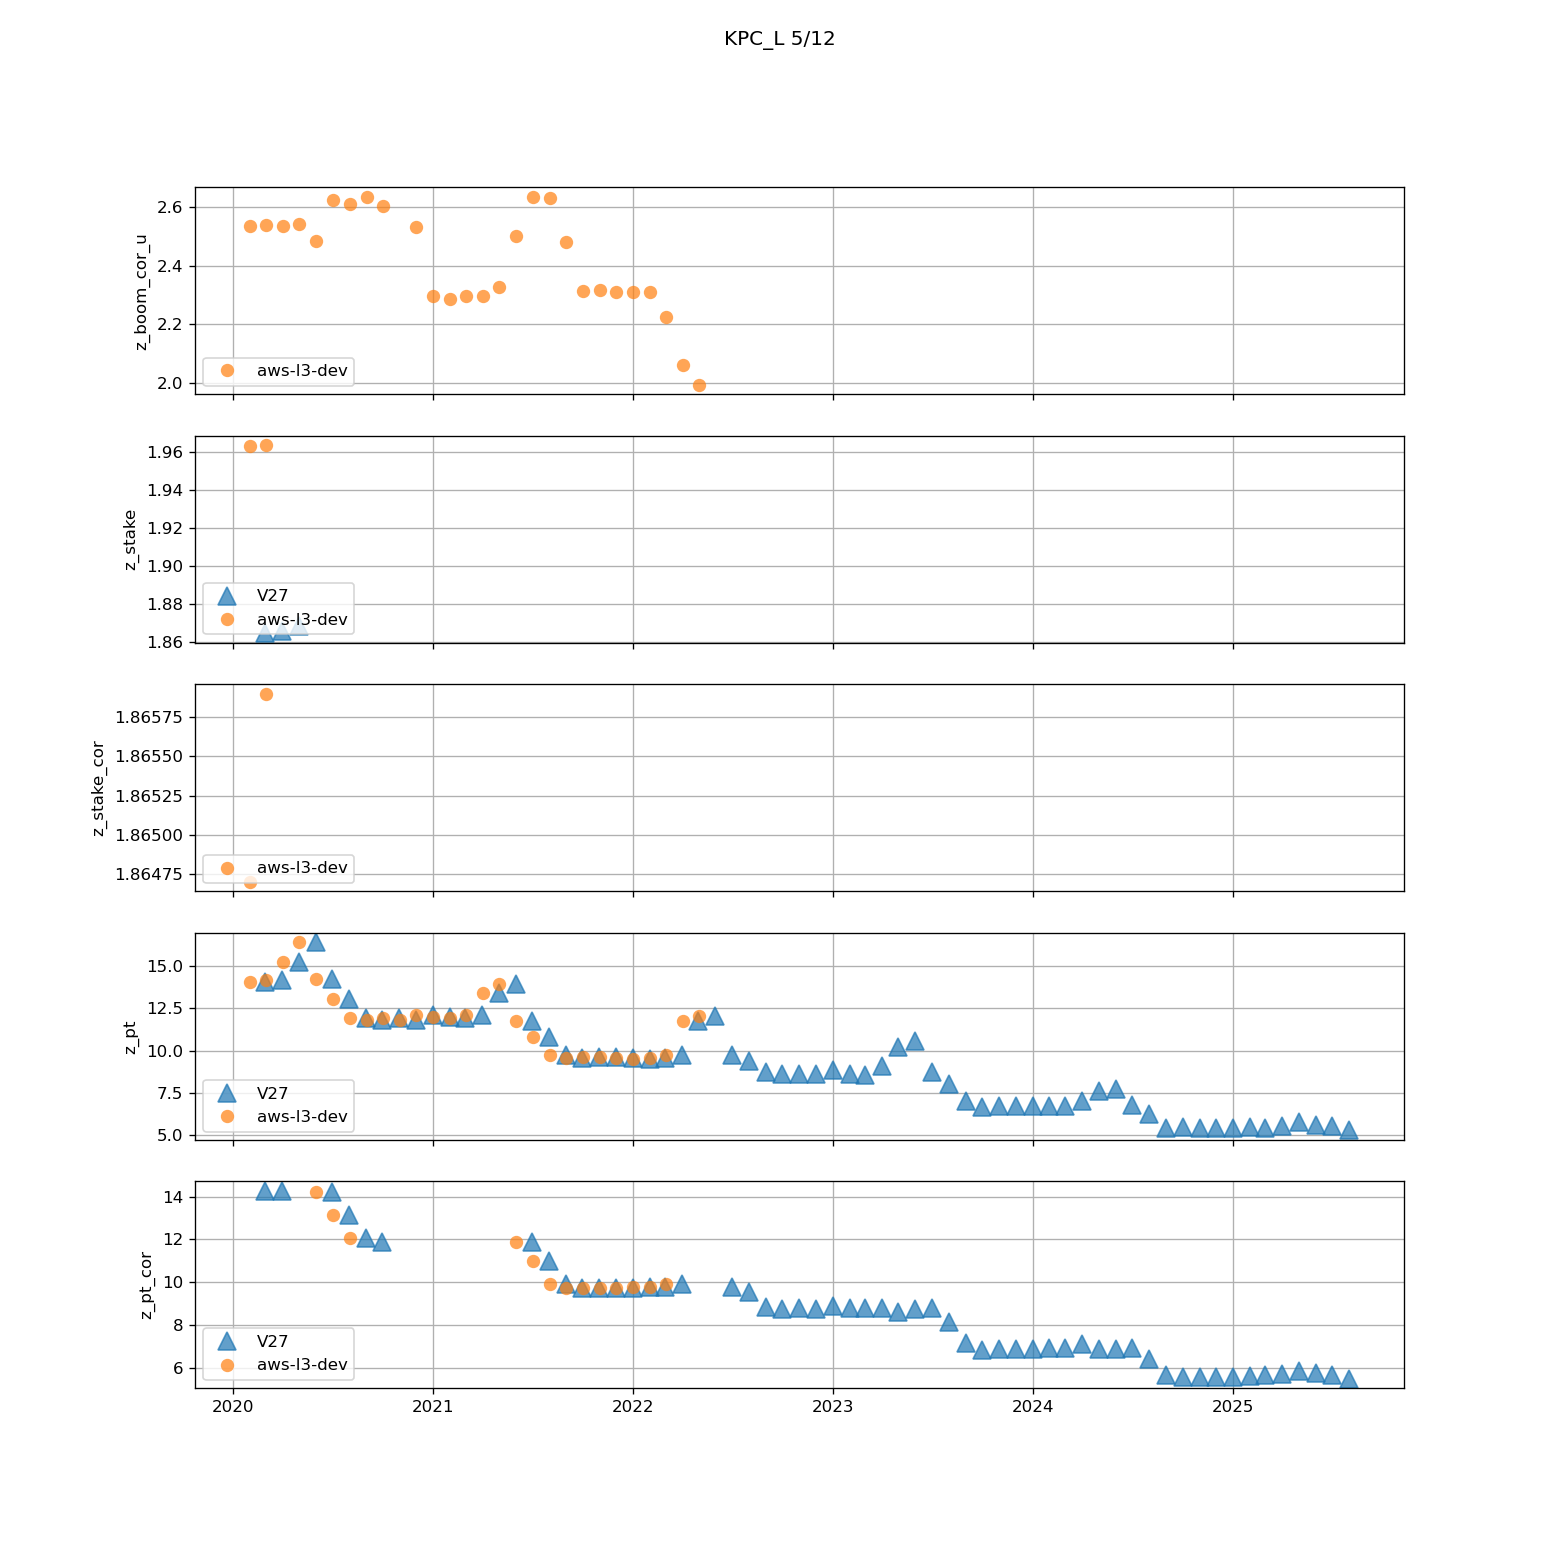 KPC_L 5/12
z_boom_cor_u
2.6
2.4
2.2
2.0
aws-l3-dev
z_stake
1.96
1.94
1.92
1.90
1.88
1.86
V27
aws-l3-dev
z_stake_cor
1.86575
1.86550
1.86525
1.86500
1.86475
aws-l3-dev
z_pt
15.0
12.5
10.0
7.5
5.0
V27
aws-l3-dev
z_pt_cor
14
12
10
8
6
V27
aws-l3-dev
2020 2021 2022 2023 2024 2025